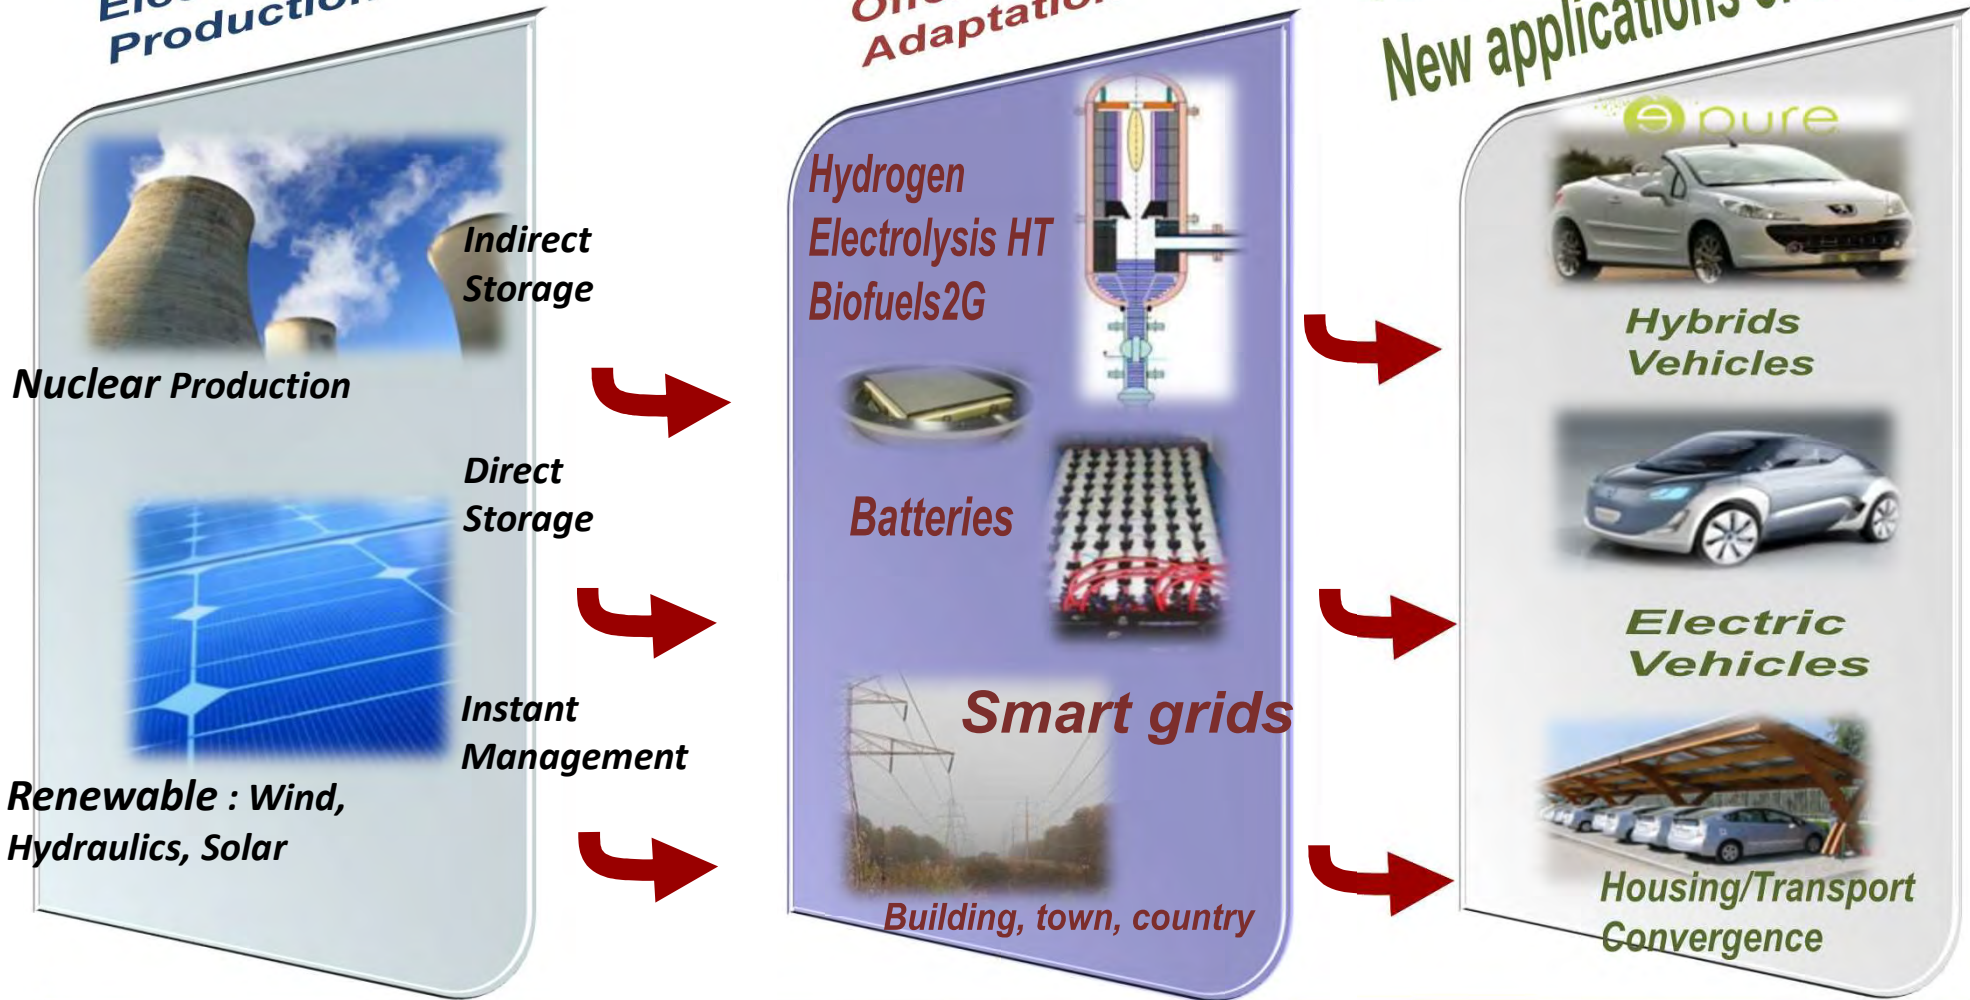 Production
Nuclear Production
Renewable : Wind,
Hydraulics, Solar
Indirect
Storage
Direct
Storage
Instant
Management
Adaptation
Hydrogen
Electrolysis HT
Biofuels2G
Batteries
Smart grids
Building, town, country
New applications
pure
Hybrids
Vehicles
Electric
Vehicles
Housing/Transport
Convergence